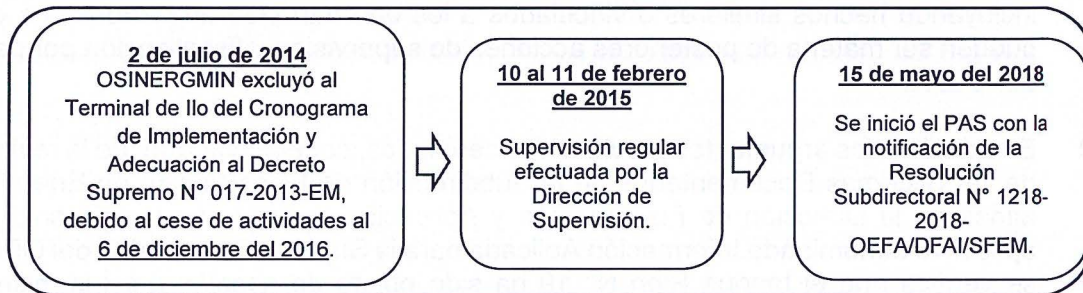 2 de julio de 2014
OSINERGMIN excluyó al
Terminal de Ilo del Cronograma
de Implementación y
Adecuación al Decreto
Supremo N° 017-2013-EM,
debido al cese de actividades al
6 de diciembre del 2016.
10 al 11 de febrero
de 2015
Supervisión regular
efectuada por la
Dirección de
Supervisión.
15 de mayo del 2018
Se inició el PAS con la
notificación de la
Resolución
Subdirectoral N° 1218-
2018-
OEFA/DFAI/SFEM.